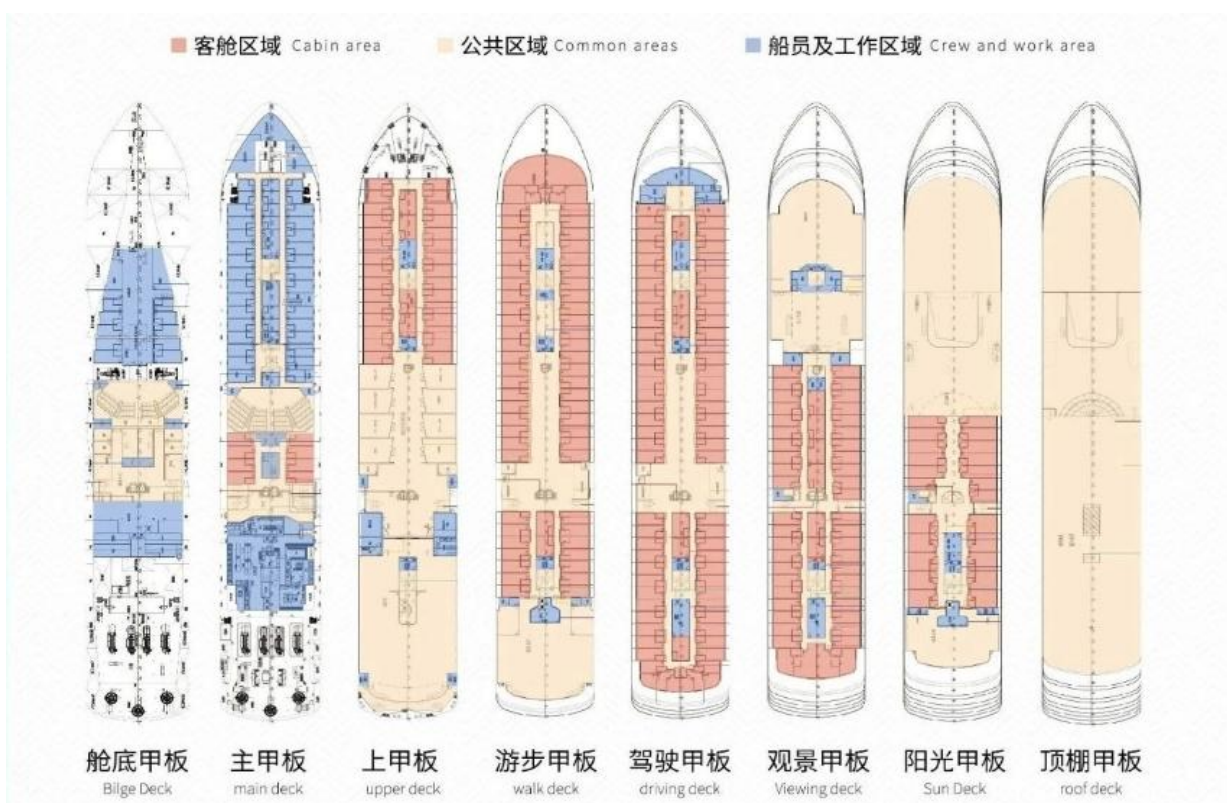 客舱区域 Cabin area
公共区域 Common areas
船员及工作区域 Crew and work area
舱底甲板
Bilge Deck
主甲板
main deck
上甲板
upper deck
游步甲板
walk deck
驾驶甲板
driving deck
观景甲板
Viewing deck
阳光甲板
Sun Deck
顶棚甲板
roof deck